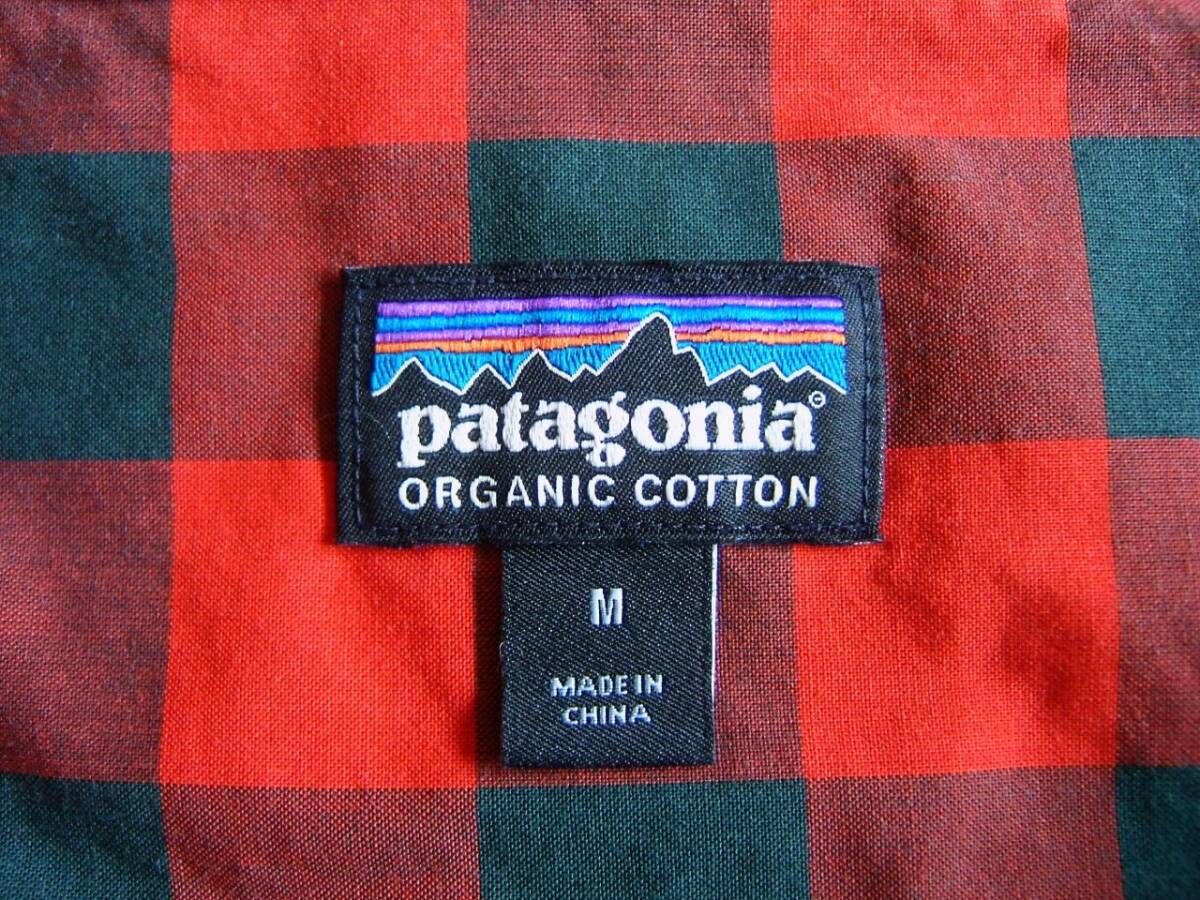 patagonia
ORGANIC COTTON
M
MADE IN
CHINA